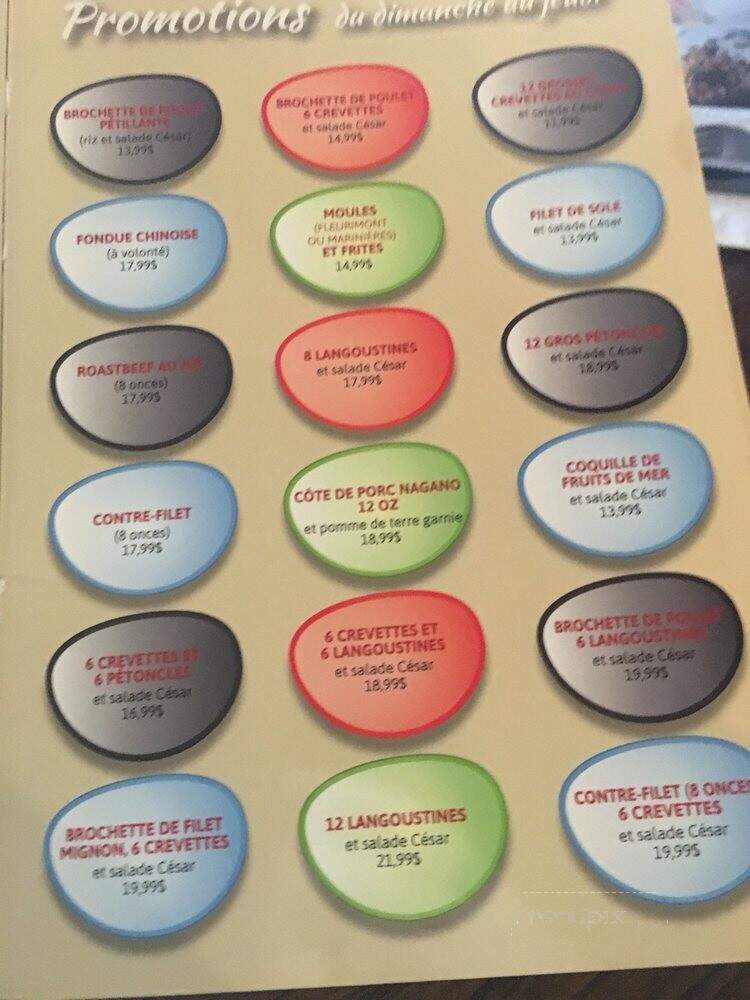 Promotions du dimanche au jeudi
BROCHETTE DE POULET
PÉTILLANTE
(riz et salade César)
13,99$
BROCHETTE DE POULET
6 CREVETTES
et salade César
14,99$
12 GROSSES
CREVETTES
et salade César
FONDUE CHINOISE
(à volonté)
17,99$
MOULES
(FLEURIMONT
OU MARINIÈRES)
ET FRITES
14,99$
FILET DE SOLE
et salade César
13,99$
ROASTBEEF AU JUS
(8 onces)
17,99$
8 LANGOUSTINES
et salade César
17,99$
12 GROS PÉTONCLES
et salade César
18,99$
CONTRE-FILET
(8 onces)
17,99$
CÔTE DE PORC NAGANO
12 OZ
et pomme de terre garnie
18,99$
COQUILLE DE
FRUITS DE MER
et salade César
13,99$
6 CREVETTES ET
6 PÉTONCLES
et salade César
16,99$
6 CREVETTES ET
6 LANGOUSTINES
et salade César
18,99$
BROCHETTE DE POULET
6 LANGOUSTINES
et salade César
19,99$
BROCHETTE DE FILET
MIGNON, 6 CREVETTES
et salade César
19,99$
12 LANGOUSTINES
et salade César
21,99$
CONTRE-FILET (8 ONCES
6 CREVETTES
et salade César
19,99$